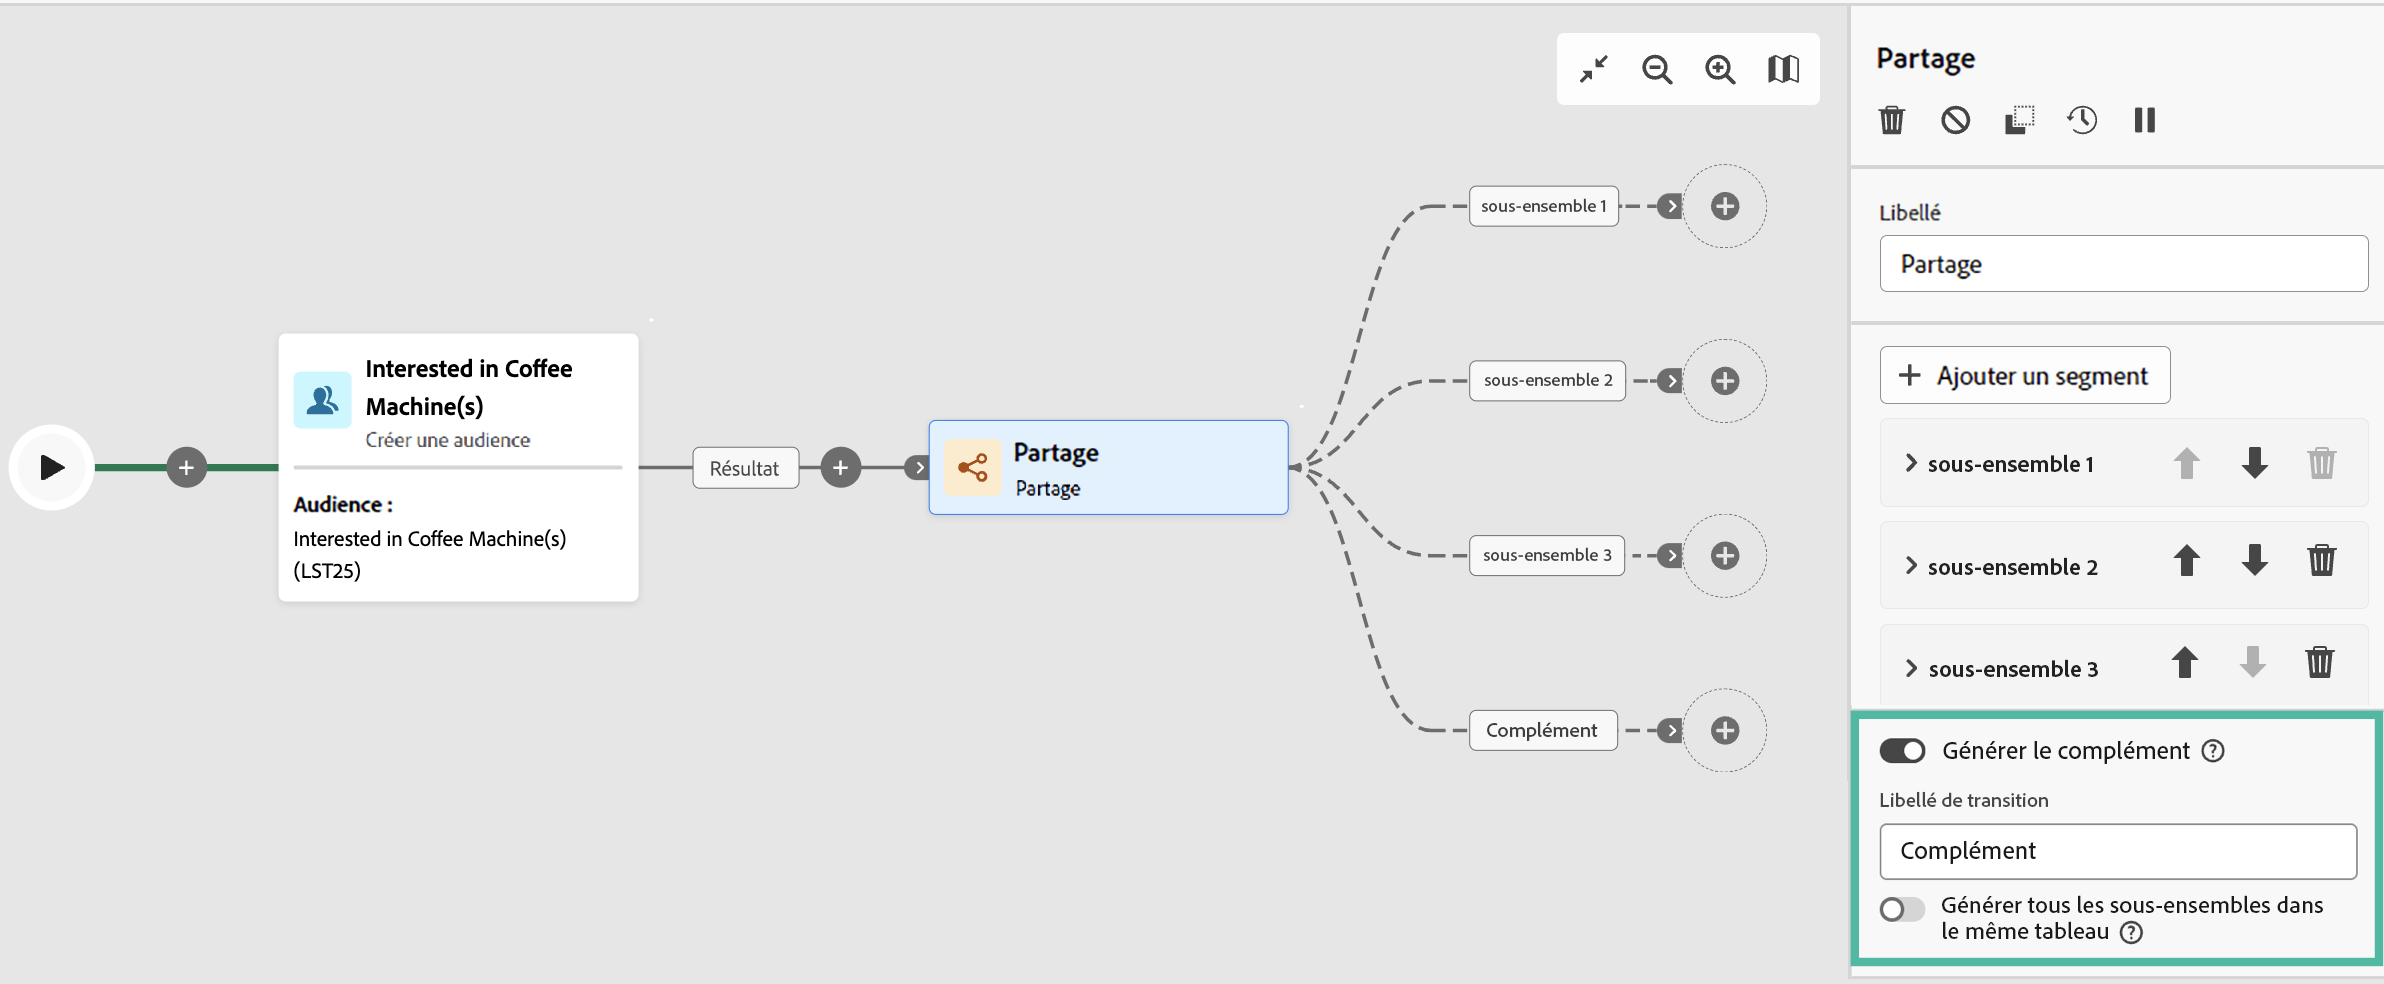 Interested in Coffee
Machine(s)
Créer une audience
Audience :
Interested in Coffee Machine(s)
(LST25)
Résultat
Partage
Partage
sous-ensemble 1
sous-ensemble 2
sous-ensemble 3
Complément
Partage
Libellé
Partage
Ajouter un segment
sous-ensemble 1
sous-ensemble 2
sous-ensemble 3
Générer le complément
Libellé de transition
Complément
Générer tous les sous-ensembles dans
le même tableau